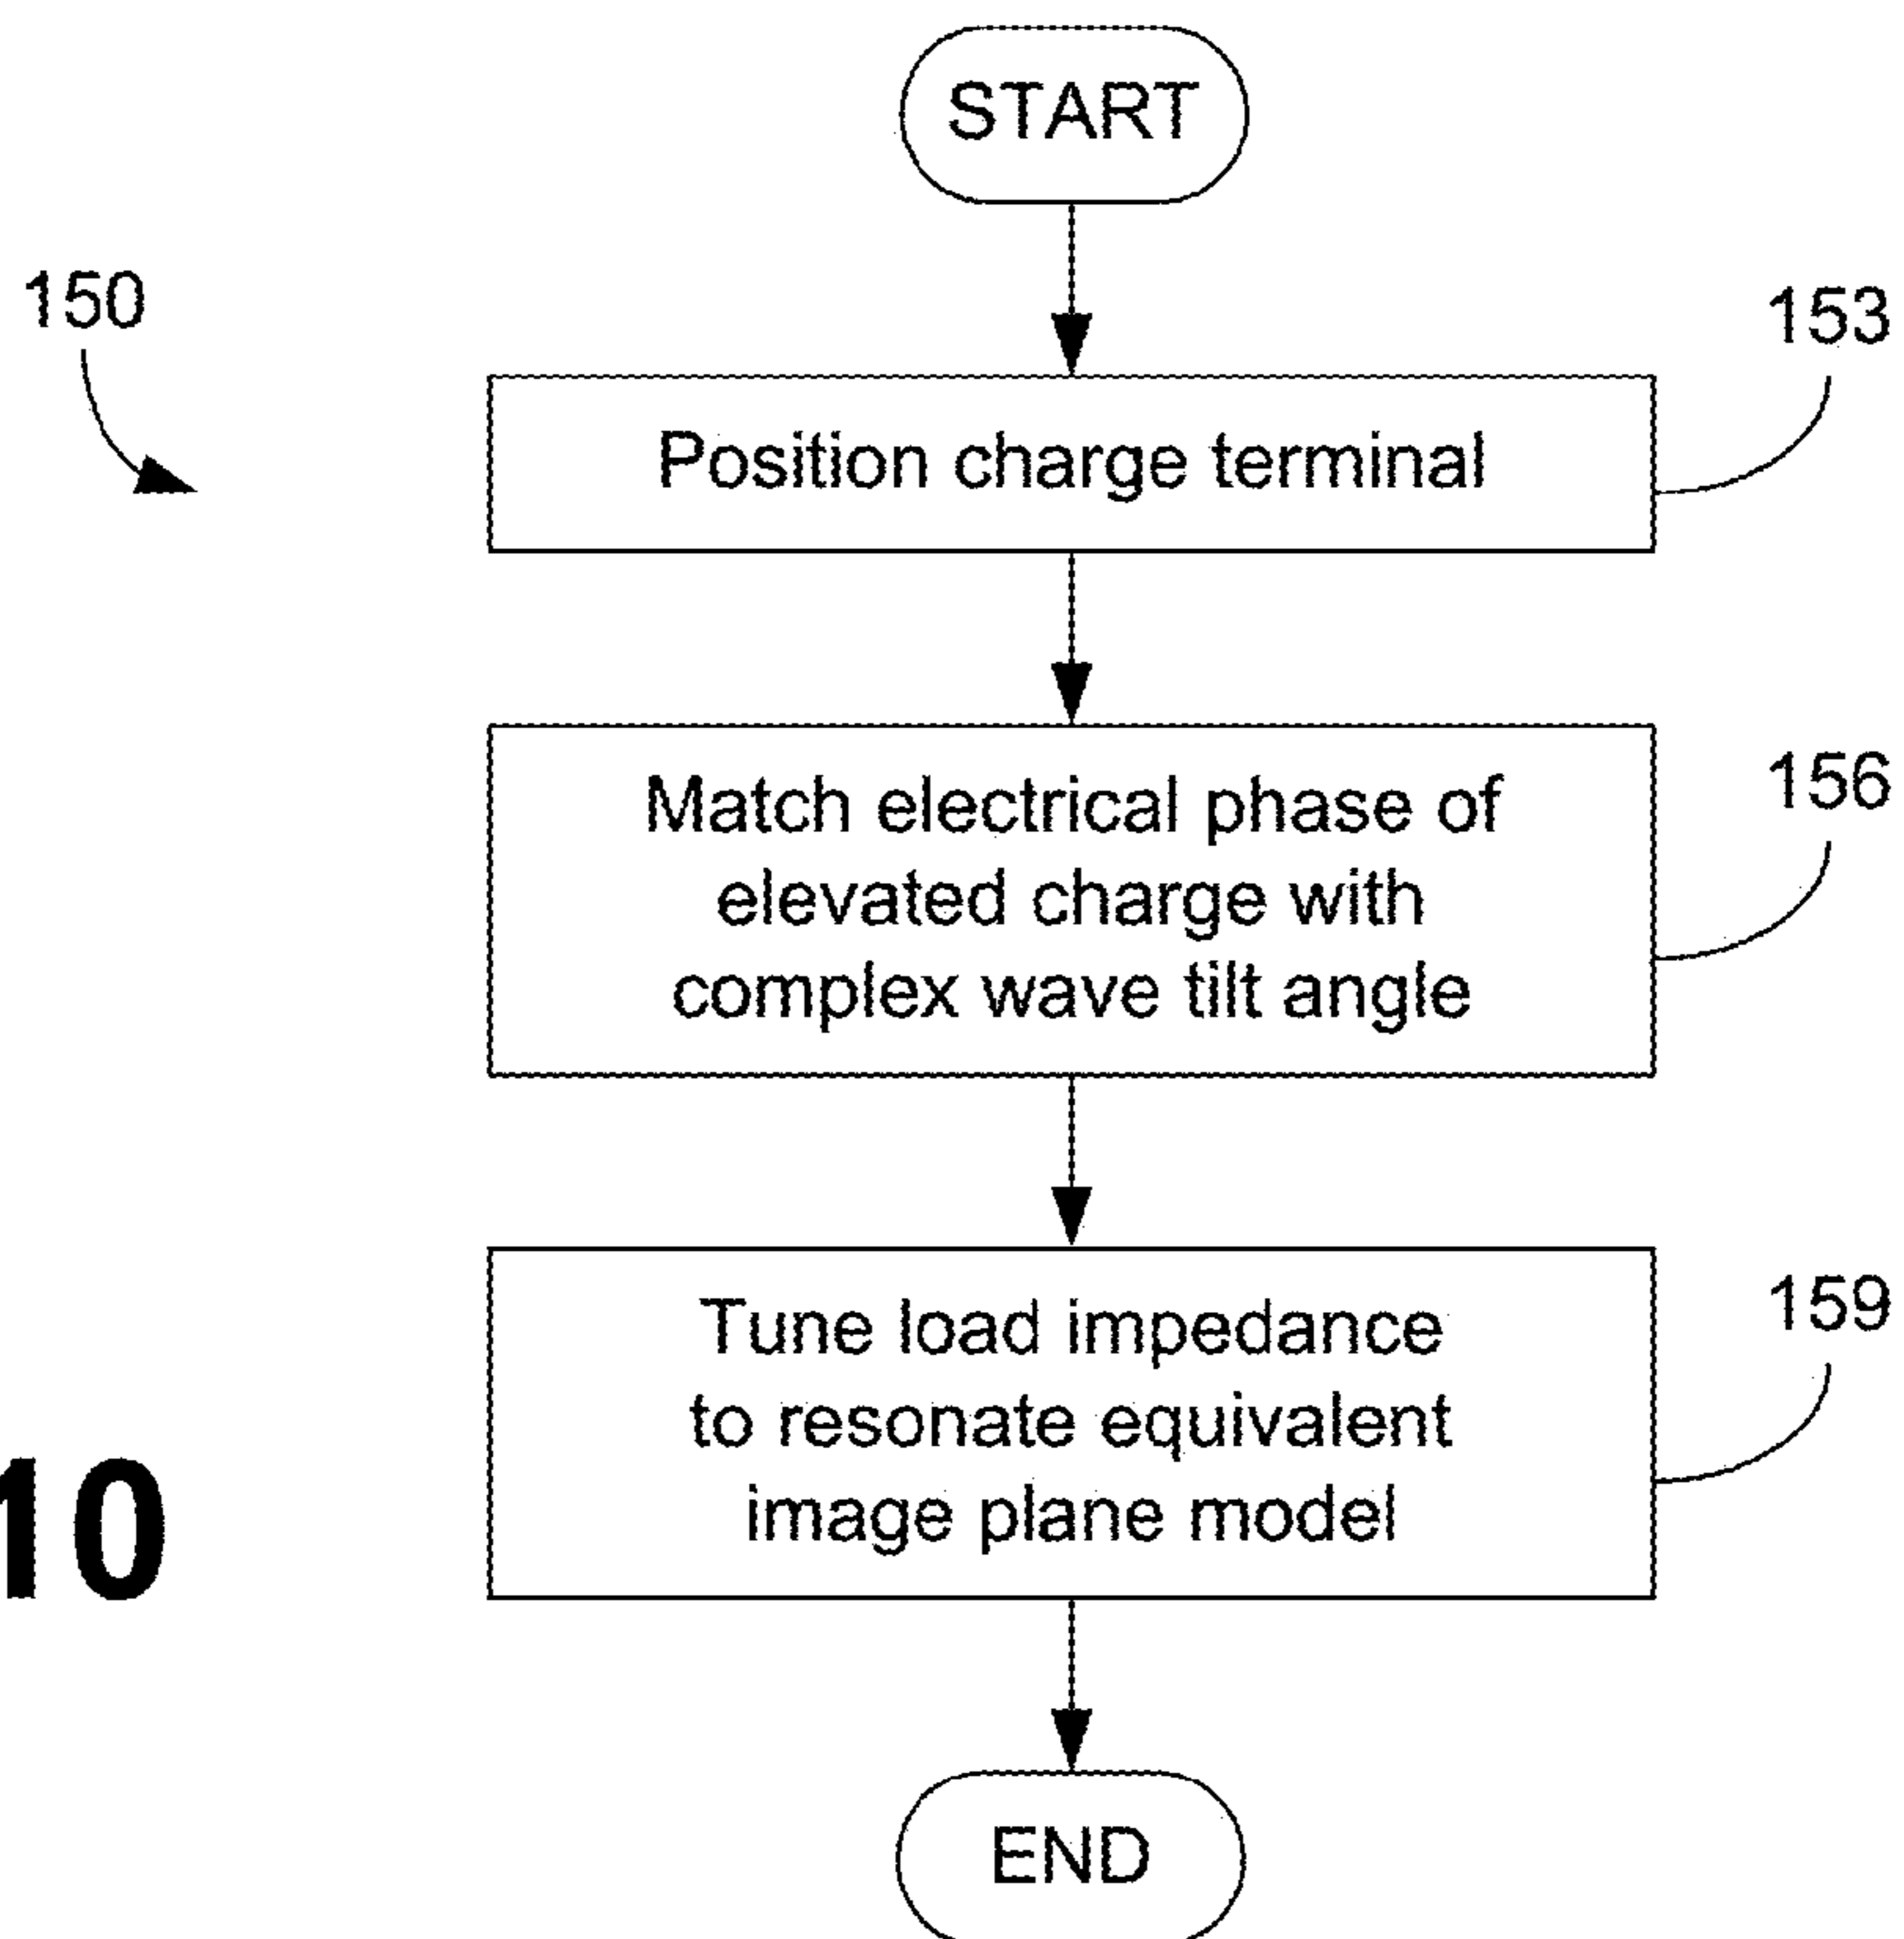 START
150
153
Position charge terminal
156
Match electrical phase of
elevated charge with
complex wave tilt angle
159
Tune load impedance
to resonate equivalent
image plane model
10
END